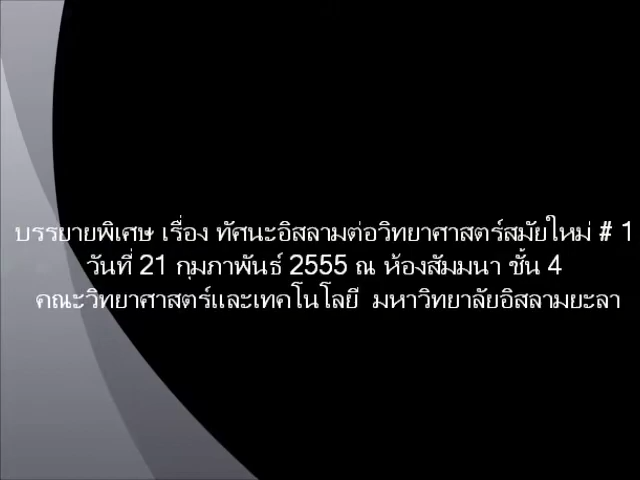 บรรยายพิเศษ เรื่อง ทัศนะอิสลามต่อวิทยาศาสตร์สมัยใหม่ # 1
วันที่ 21 กุมภาพันธ์ 2555 ณ ห้องสัมมนา ชั้น 4
คณะวิทยาศาสตร์และเทคโนโลยี มหาวิทยาลัยอิสลามยะลา